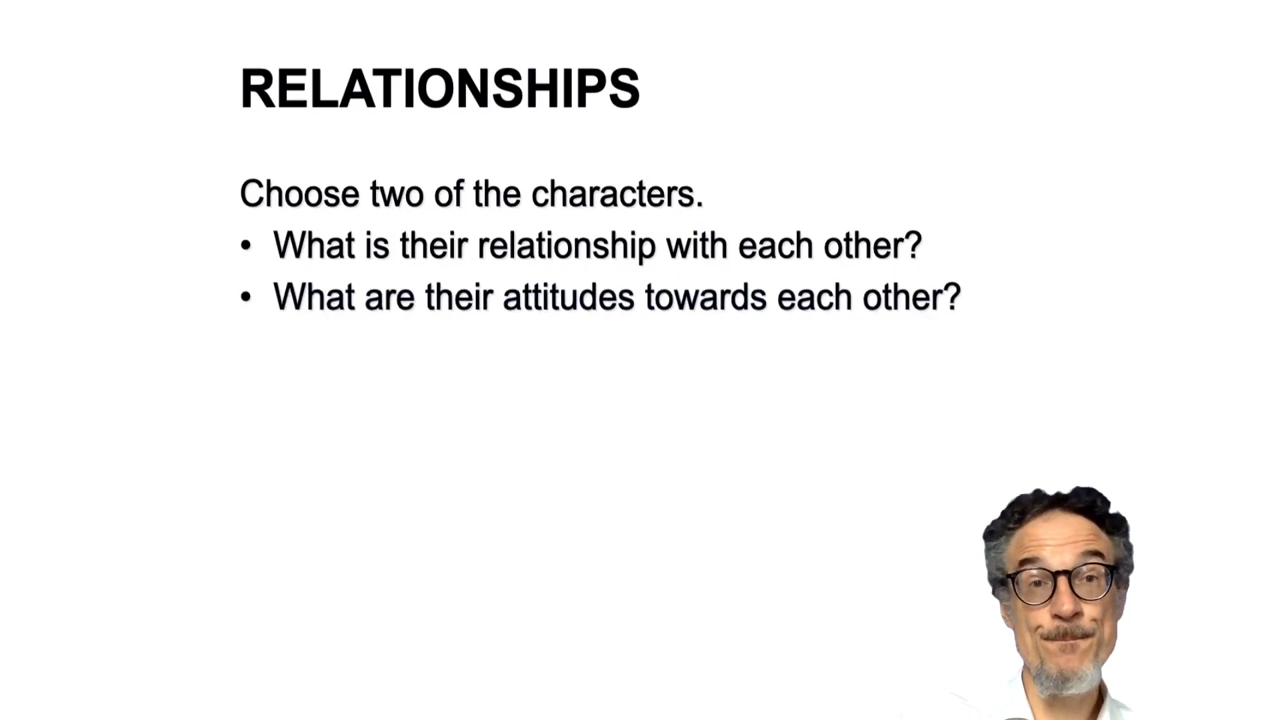 RELATIONSHIPS
Choose two of the characters.
• What is their relationship with each other?
• What are their attitudes towards each other?